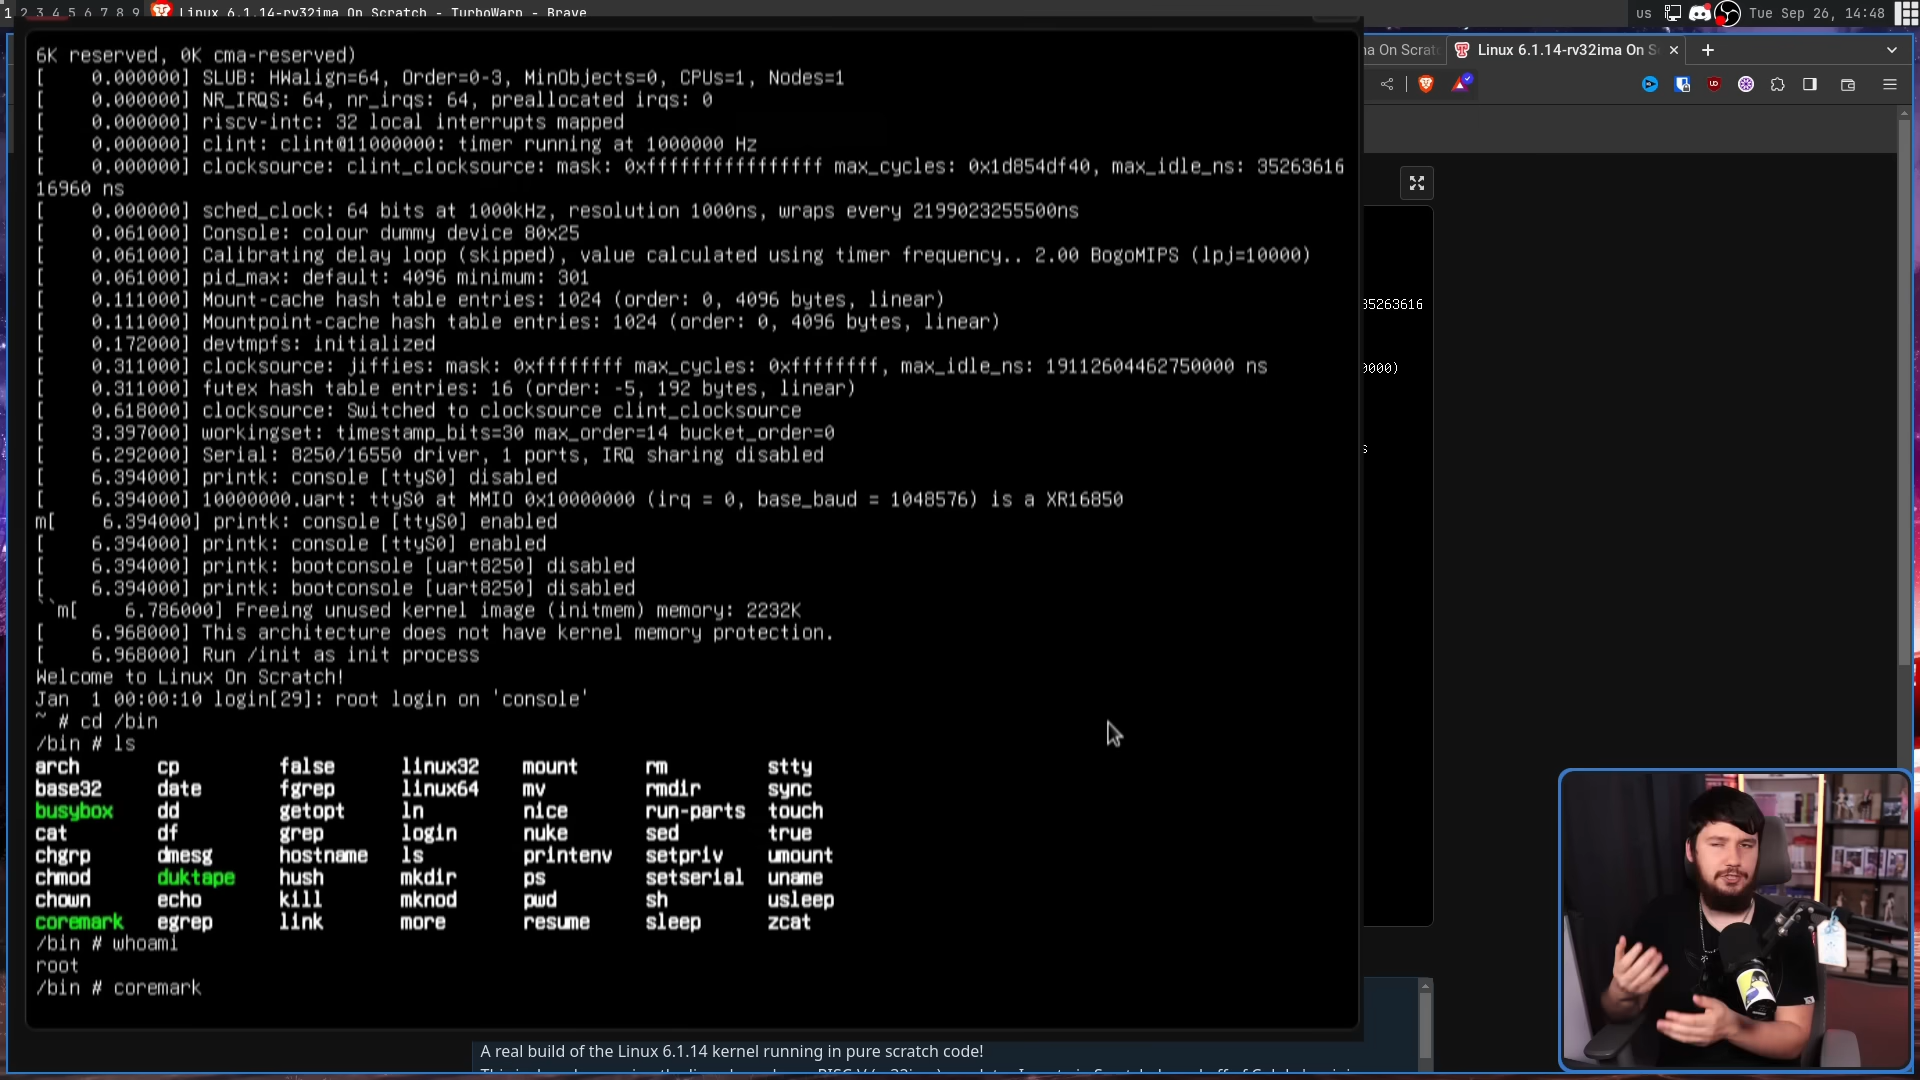 1 2 3 4 5 6 7 8 9 Linux 6.1.14-rv32ima On Scratch - TurboWarp - Brave
us Tue Sep 26, 14:48
Linux 6.1.14-rv32ima On S
6K reserved, 0K cma-reserved)
[ 0.000000] SLUB: HWalign=64, Order=0-3, MinObjects=0, CPUs=1, Nodes=1
[ 0.000000] NR_IRQS: 64, nr_irqs: 64, preallocated irqs: 0
[ 0.000000] riscv-intc: 32 local interrupts mapped
[ 0.000000] clint: clint@11000000: timer running at 1000000 Hz
[ 0.000000] clocksource: clint_clocksource: mask: 0xffffffffffffffff max_cycles: 0x1d854df40, max_idle_ns: 35263616
16960 ns
[ 0.000000] sched_clock: 64 bits at 1000kHz, resolution 1000ns, wraps every 2199023255500ns
[ 0.061000] Console: colour dummy device 80x25
[ 0.061000] Calibrating delay loop (skipped), value calculated using timer frequency.. 2.00 BogoMIPS (lpj=10000)
[ 0.061000] pid_max: default: 4096 minimum: 301
[ 0.111000] Mount-cache hash table entries: 1024 (order: 0, 4096 bytes, linear)
[ 0.111000] Mountpoint-cache hash table entries: 1024 (order: 0, 4096 bytes, linear)
[ 0.172000] devtmpfs: initialized
[ 0.311000] clocksource: jiffies: mask: 0xffffffff max_cycles: 0xffffffff, max_idle_ns: 19112604462750000 ns
[ 0.311000] futex hash table entries: 16 (order: -5, 192 bytes, linear)
[ 0.618000] clocksource: Switched to clocksource clint_clocksource
[ 3.397000] workingset: timestamp_bits=30 max_order=14 bucket_order=0
[ 6.292000] Serial: 8250/16550 driver, 1 ports, IRQ sharing disabled
[ 6.394000] printk: console [ttyS0] disabled
[ 6.394000] 10000000.uart: ttyS0 at MMIO 0x10000000 (irq = 0, base_baud = 1048576) is a XR16850
m[ 6.394000] printk: console [ttyS0] enabled
[ 6.394000] printk: console [ttyS0] enabled
[ 6.394000] printk: bootconsole [uart8250] disabled
[ 6.394000] printk: bootconsole [uart8250] disabled
``m[ 6.786000] Freeing unused kernel image (initmem) memory: 2232K
[ 6.968000] This architecture does not have kernel memory protection.
[ 6.968000] Run /init as init process
Welcome to Linux On Scratch!
Jan 1 00:00:10 login[29]: root login on 'console'
~ # cd /bin
/bin # ls
arch cp false linux32 mount rm stty
base32 date fgrep linux64 mv rmdir sync
busybox dd getopt ln nice run-parts touch
cat df grep login nuke sed true
chgrp dmesg hostname ls printenv setpriv umount
chmod duktape hush mkdir ps setserial uname
chown echo kill mknod pwd sh usleep
coremark egrep link more resume sleep zcat
/bin # whoami
root
/bin # coremark
A real build of the Linux 6.1.14 kernel running in pure scratch code!